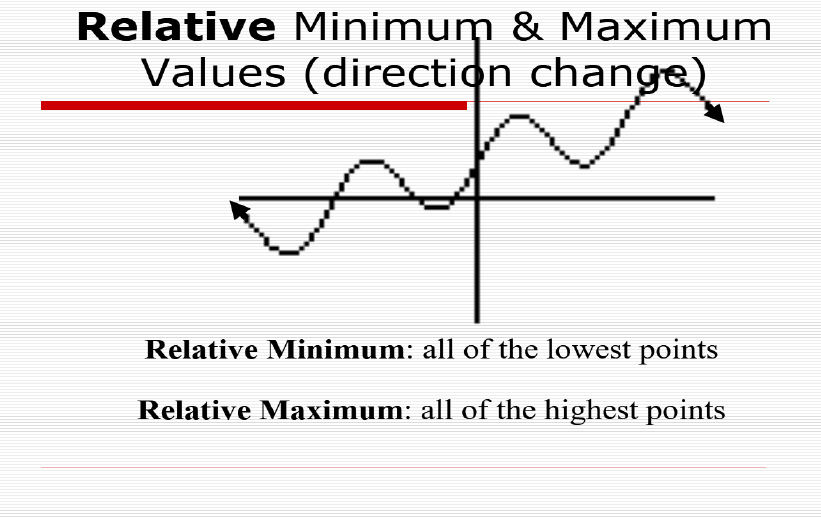 Relative Minimum & Maximum
Values (direction change)
Relative Minimum: all of the lowest points
Relative Maximum: all of the highest points